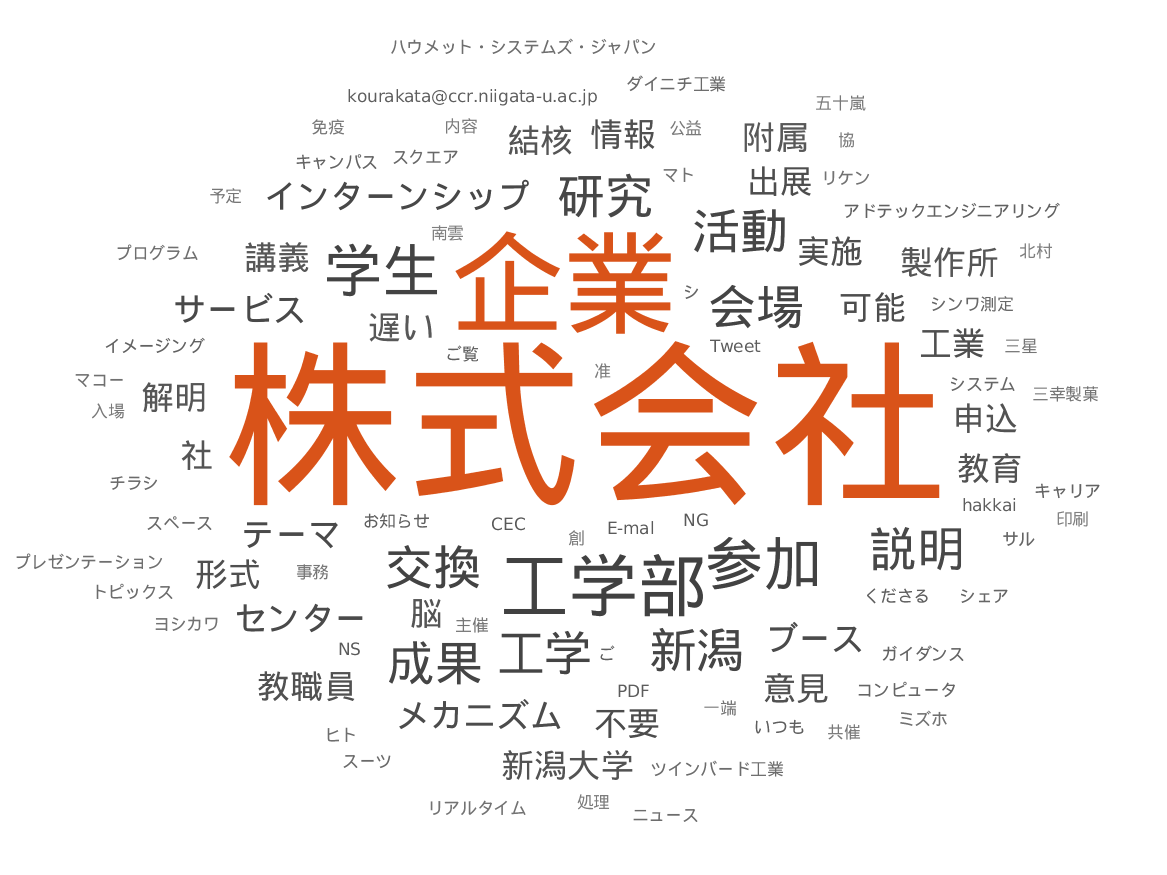 ハウメット・システムズ・ジャパン
ダイニチ工業
kourakata@ccr.niigata-u.ac.jp
五十嵐
免疫
内容
結核
情報
公益
附属
協
キャンパス
スクエア
予定
インターンシップ
研究
マト
出展
リケン
アドテックエンジニアリング
南雲
活動
プログラム
講義
学生
企業
実施
製作所
北村
サービス
遅い
シ
会場
可能
シンワ測定
イメージング
ご覧
Tweet
工業
三星
マコー
入場
解明
准
株式会社
システム
三幸製菓
申込
社
教育
チラシ
キャリア
hakkai
印刷
スペース
テーマ
お知らせ
CEC
創
E-mal
NG
サル
プレゼンテーション
形式
事務
交換
工学部
参加
説明
トピックス
くださる
シェア
ヨシカワ
センター
脳
主催
NS
成果
工学
ご
新潟
ブース
ガイダンス
教職員
PDF
意見
コンピュータ
メカニズム
不要
一端
いつも
共催
ミズホ
ヒト
スーツ
新潟大学
ツインバード工業
リアルタイム
処理
ニュース